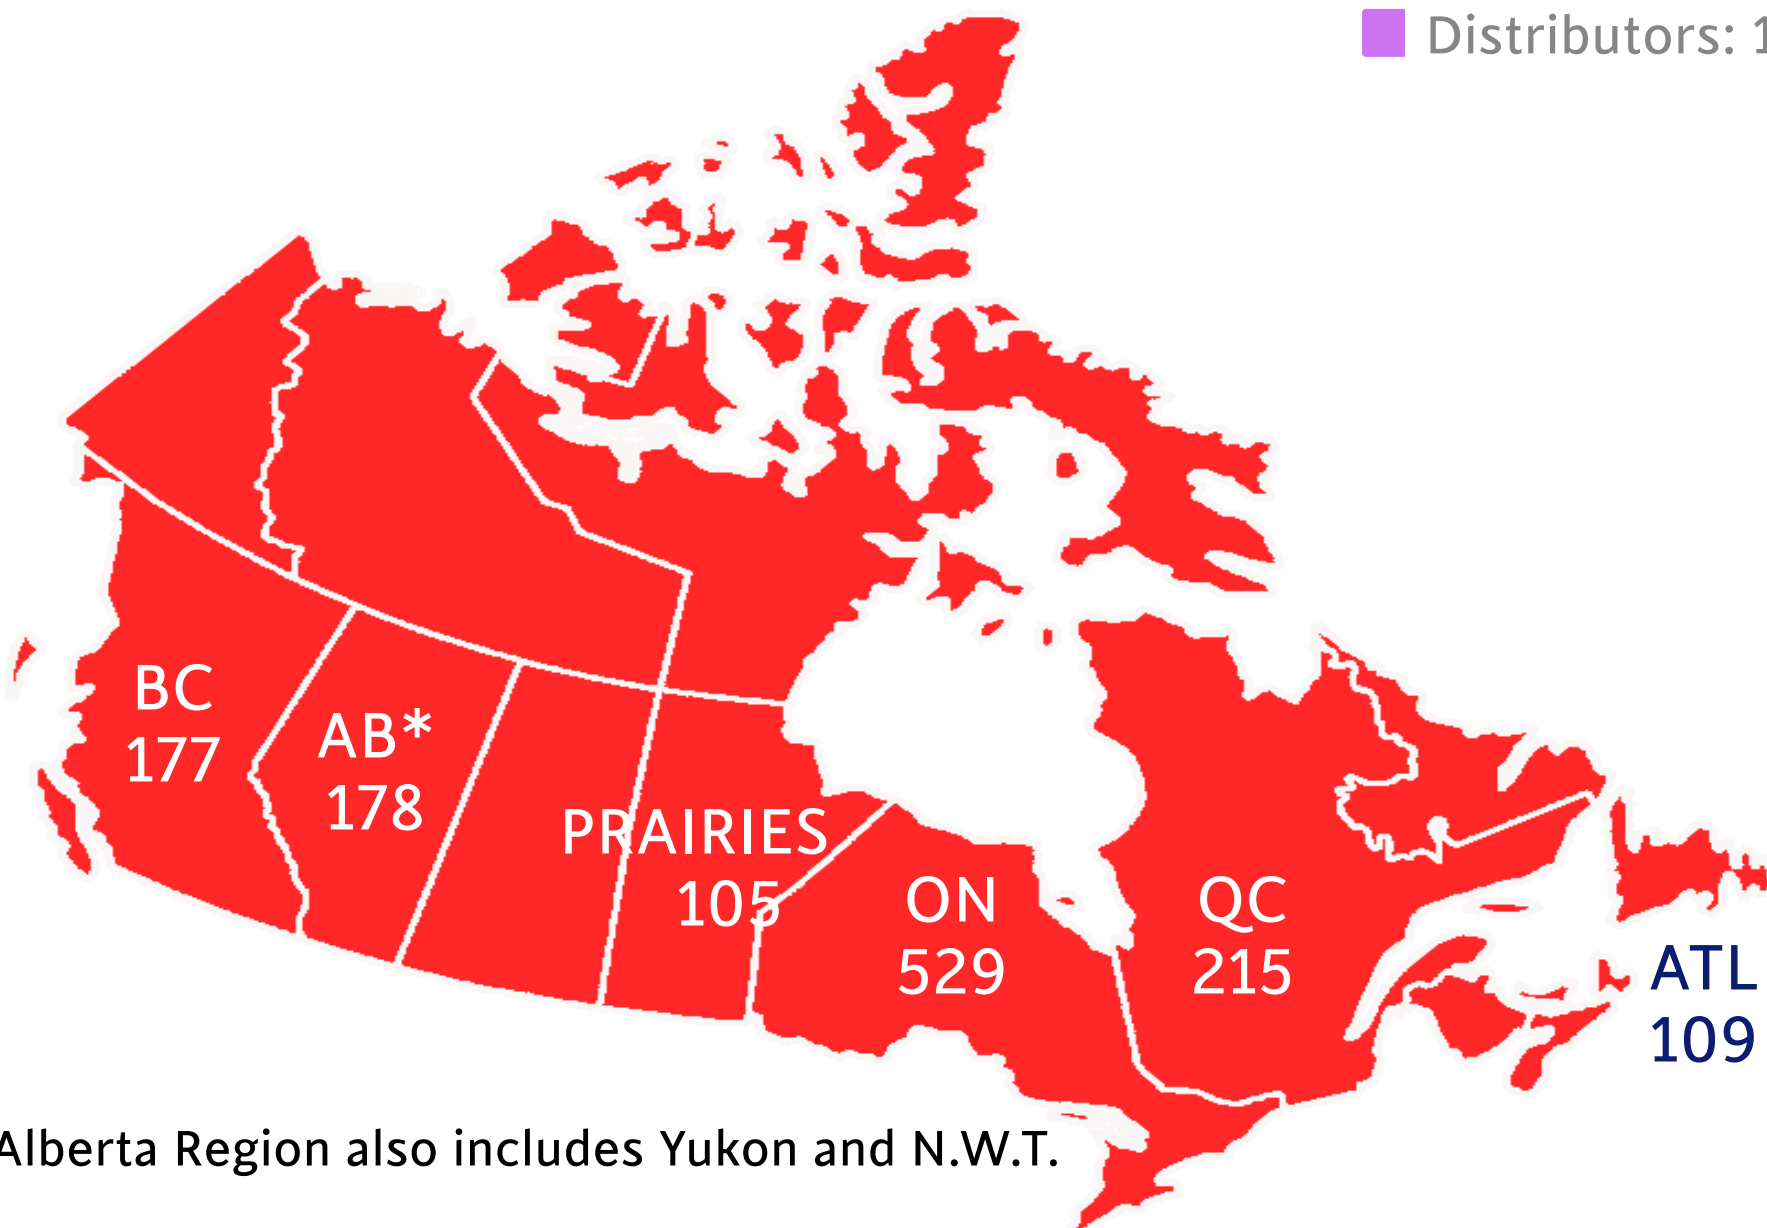 Distributors: 1
BC
177
AB*
178
PRAIRIES
105
ON
529
QC
215
ATL
109
Alberta Region also includes Yukon and N.W.T.